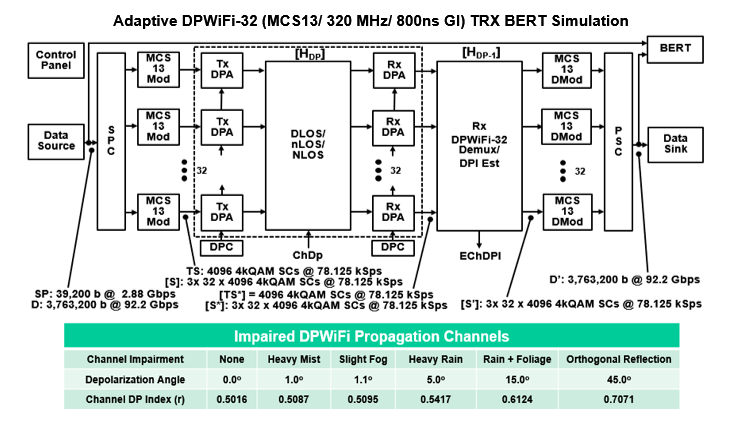 Adaptive DPWiFi-32 (MCS13/ 320 MHz/ 800ns GI) TRX BERT Simulation
Control
Panel
MCS
13
Mod
Tx
DPA
[HDP]
Rx
DPA
[HDP-1]
MCS
13
DMod
BERT
Data
Source
S
P
C
MCS
13
Mod
Tx
DPA
DLOS/
nLOS/
NLOS
Rx
DPA
Rx
DPWiFi-32
Demux/
DPI Est
MCS
13
DMod
P
S
C
Data
Sink
32
32
32
MCS
13
Mod
Tx
DPA
Rx
DPA
MCS
13
DMod
DPC
ChDp
DPC
EChDPI
TS: 4096 4kQAM SCs @ 78.125 kSps
[S]: 3x 32 x 4096 4kQAM SCs @ 78.125 kSps
D': 3,763,200 b @ 92.2 Gbps
SP: 39,200 b @ 2.88 Gbps
[TS*] = 4096 4kQAM SCs @ 78.125 kSps
D: 3,763,200 b @ 92.2 Gbps
[S*]: 3x 32 x 4096 4kQAM SCs @ 78.125 kSps
[S']: 3x 32 x 4096 4kQAM SCs @ 78.125 kSps
Impaired DPWiFi Propagation Channels
Channel Impairment None Heavy Mist Slight Fog Heavy Rain Rain + Foliage Orthogonal Reflection
Depolarization Angle 0.0º 1.0º 1.1º 5.0º 15.0º 45.0º
Channel DP Index (r) 0.5016 0.5087 0.5095 0.5417 0.6124 0.7071